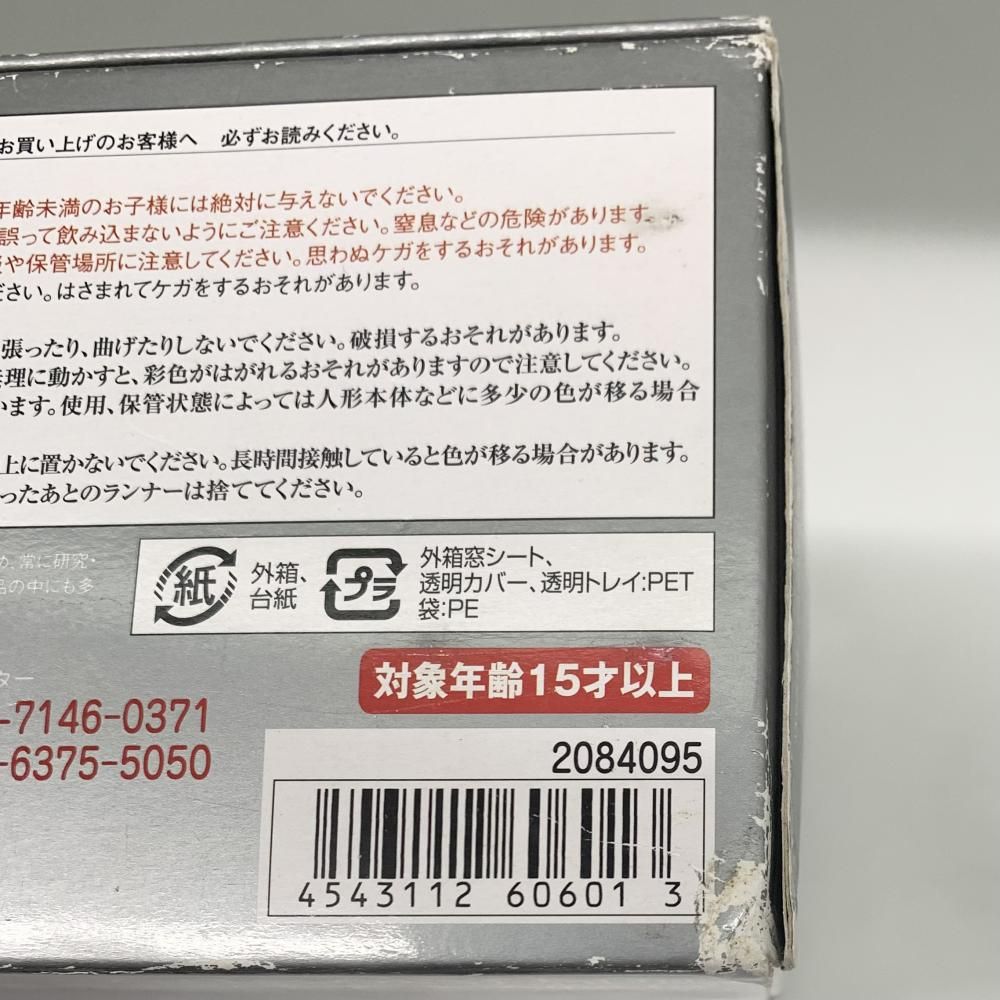 お買い上げのお客様へ 必ずお読みください。
年齢未満のお子様には絶対に与えないでください。
誤って飲み込まないようにご注意ください。窒息などの危険があります。
や保管場所に注意してください。思わぬケガをするおそれがあります。
ださい。はさまれてケガをするおそれがあります。
張ったり、曲げたりしないでください。破損するおそれがあります。
理に動かすと、彩色がはがれるおそれがありますので注意してください。
います。使用、保管状態によっては人形本体などに多少の色が移る場合
上に置かないでください。長時間接触していると色が移る場合があります。
ったあとのランナーは捨ててください。
め、常に研究・
品の中にも多
紙 外箱、
台紙
プラ 外箱窓シート、
透明カバー、透明トレイ:PET
袋:PE
ター
対象年齢15才以上
-7146-0371
-6375-5050
2084095
4543112 606013